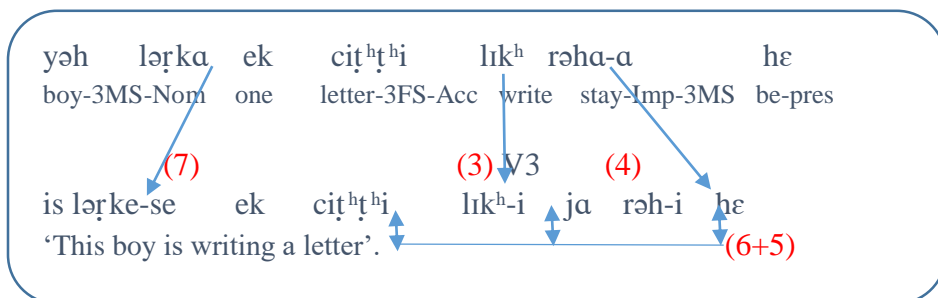 yəh ləṛkɑ ek ciṭʰṭʰi lɪkʰ rəhɑ-ɑ hɛ
boy-3MS-Nom one letter-3FS-Acc write stay-Imp-3MS be-pres
(7) (3) V3 (4)
is ləṛke-se ek ciṭʰṭʰi lɪkʰ-i jɑ rəh-i hɛ
‘This boy is writing a letter’. (6+5)